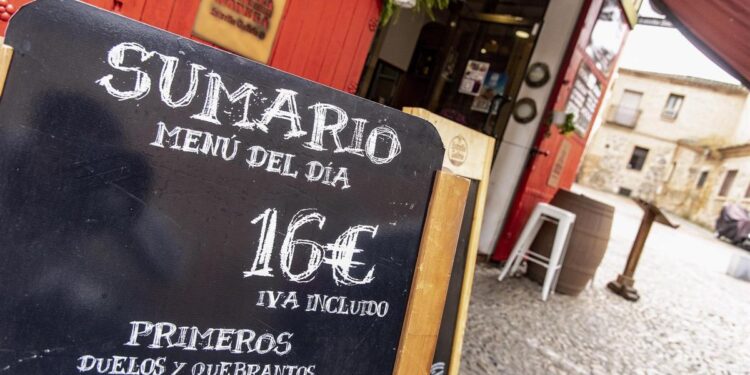 SUMARIO
MENÚ DEL DÍA
16€
IVA INCLUIDO
PRIMEROS
DUELOS Y QUEBRANTOS